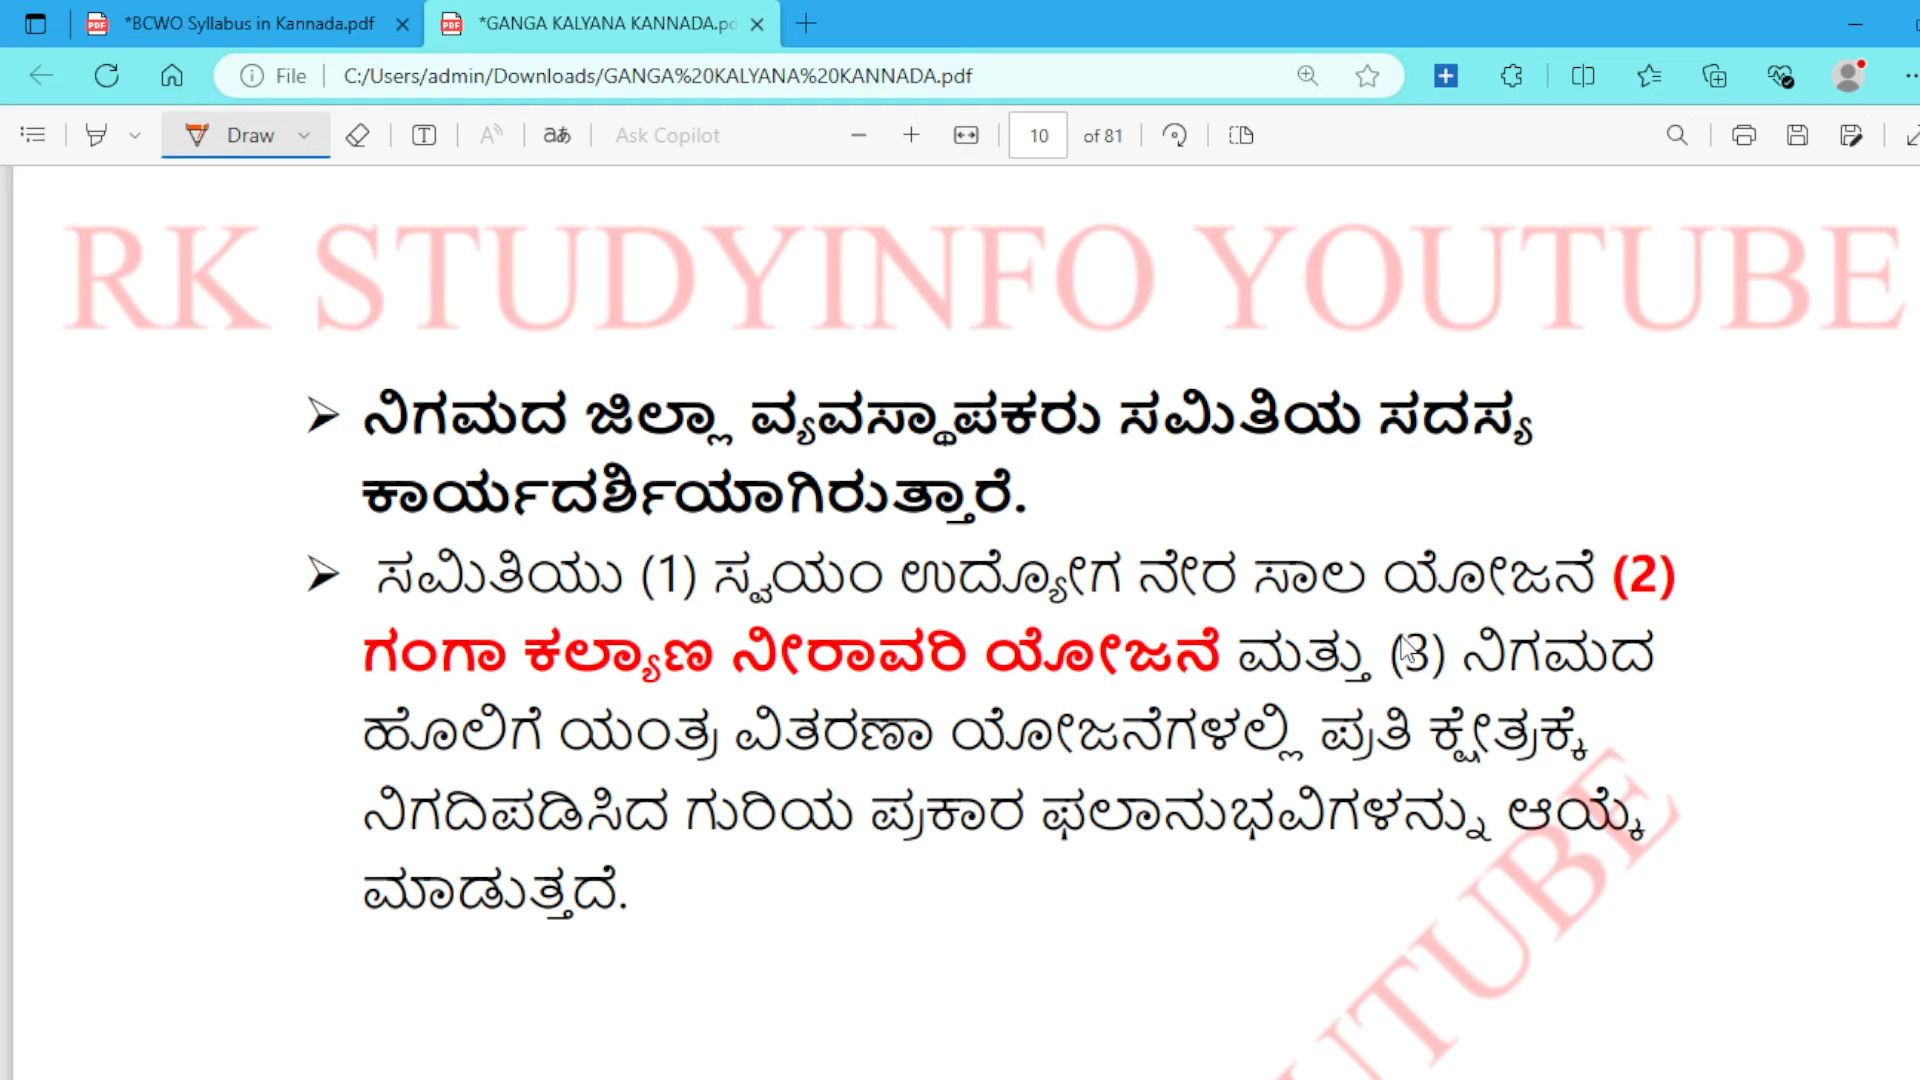 *BCWO Syllabus in Kannada.pdf
*GANGA KALYANA KANNADA.pd
File
C:/Users/admin/Downloads/GANGA%20KALYANA%20KANNADA.pdf
Draw
Ask Copilot
10 of 81
RK STUDYINFO YOUTUBE
➢ ನಿಗಮದ ಜಿಲ್ಲಾ ವ್ಯವಸ್ಥಾಪಕರು ಸಮಿತಿಯ ಸದಸ್ಯ
ಕಾರ್ಯದರ್ಶಿಯಾಗಿರುತ್ತಾರೆ.
➢ ಸಮಿತಿಯು (1) ಸ್ವಯಂ ಉದ್ಯೋಗ ನೇರ ಸಾಲ ಯೋಜನೆ (2)
ಗಂಗಾ ಕಲ್ಯಾಣ ನೀರಾವರಿ ಯೋಜನೆ ಮತ್ತು (3) ನಿಗಮದ
ಹೊಲಿಗೆ ಯಂತ್ರ ವಿತರಣಾ ಯೋಜನೆಗಳಲ್ಲಿ ಪ್ರತಿ ಕ್ಷೇತ್ರಕ್ಕೆ
ನಿಗದಿಪಡಿಸಿದ ಗುರಿಯ ಪ್ರಕಾರ ಫಲಾನುಭವಿಗಳನ್ನು ಆಯ್ಕೆ
ಮಾಡುತ್ತದೆ.
UTUBE